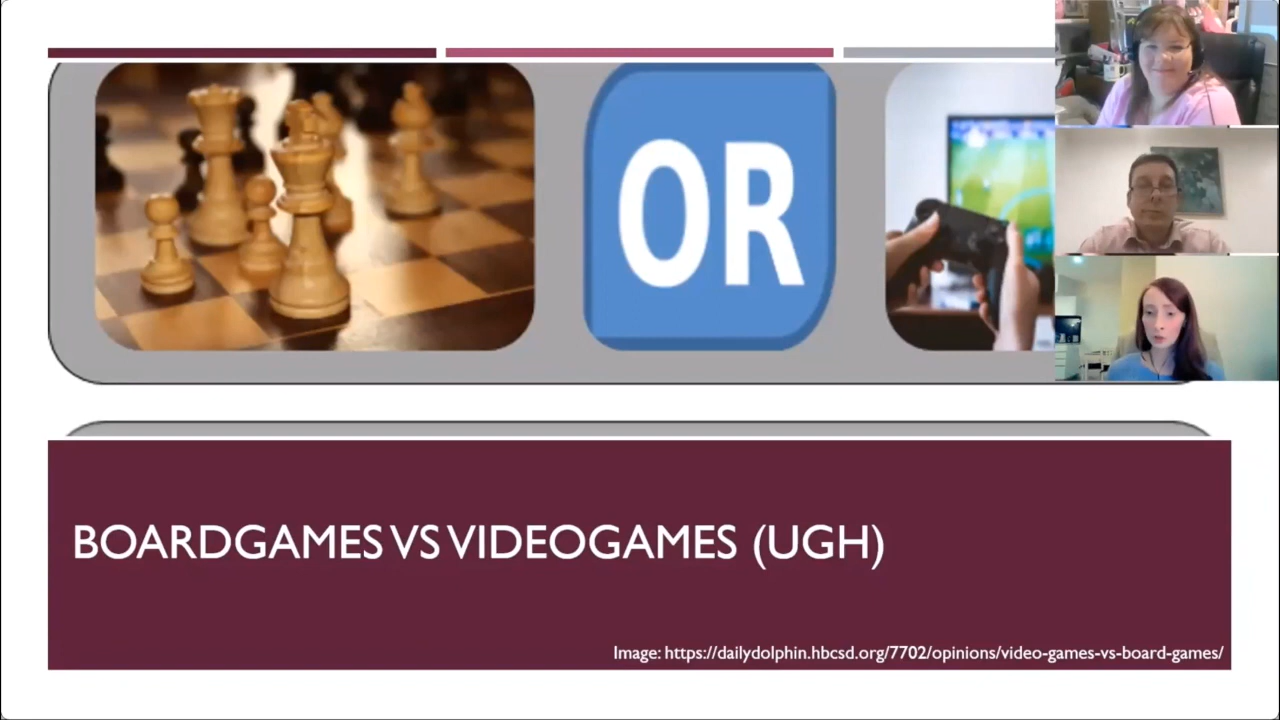 OR
BOARDGAMES VS VIDEOGAMES (UGH)
Image: https://dailydolphin.hbcsd.org/7702/opinions/video-games-vs-board-games/